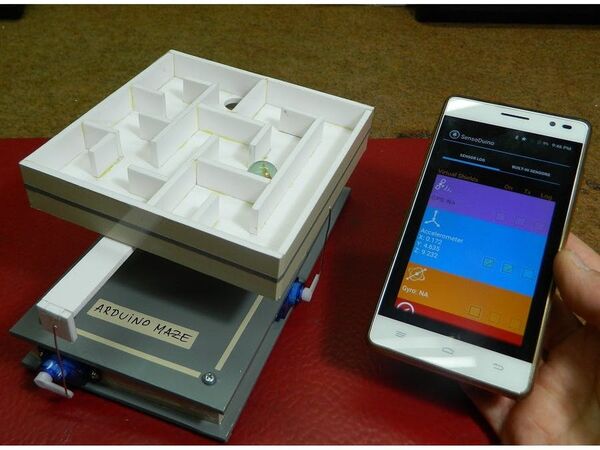 ARDUINO MAZE
9:46 PM
SensoDuino
SENSOR LOG
BUILT-IN SENSORS
Virtual Shields On Tx Log
GPS: NA
Accelerometer
X: 0.172
Y: 4.635
Z: 9.232
Gyro: NA